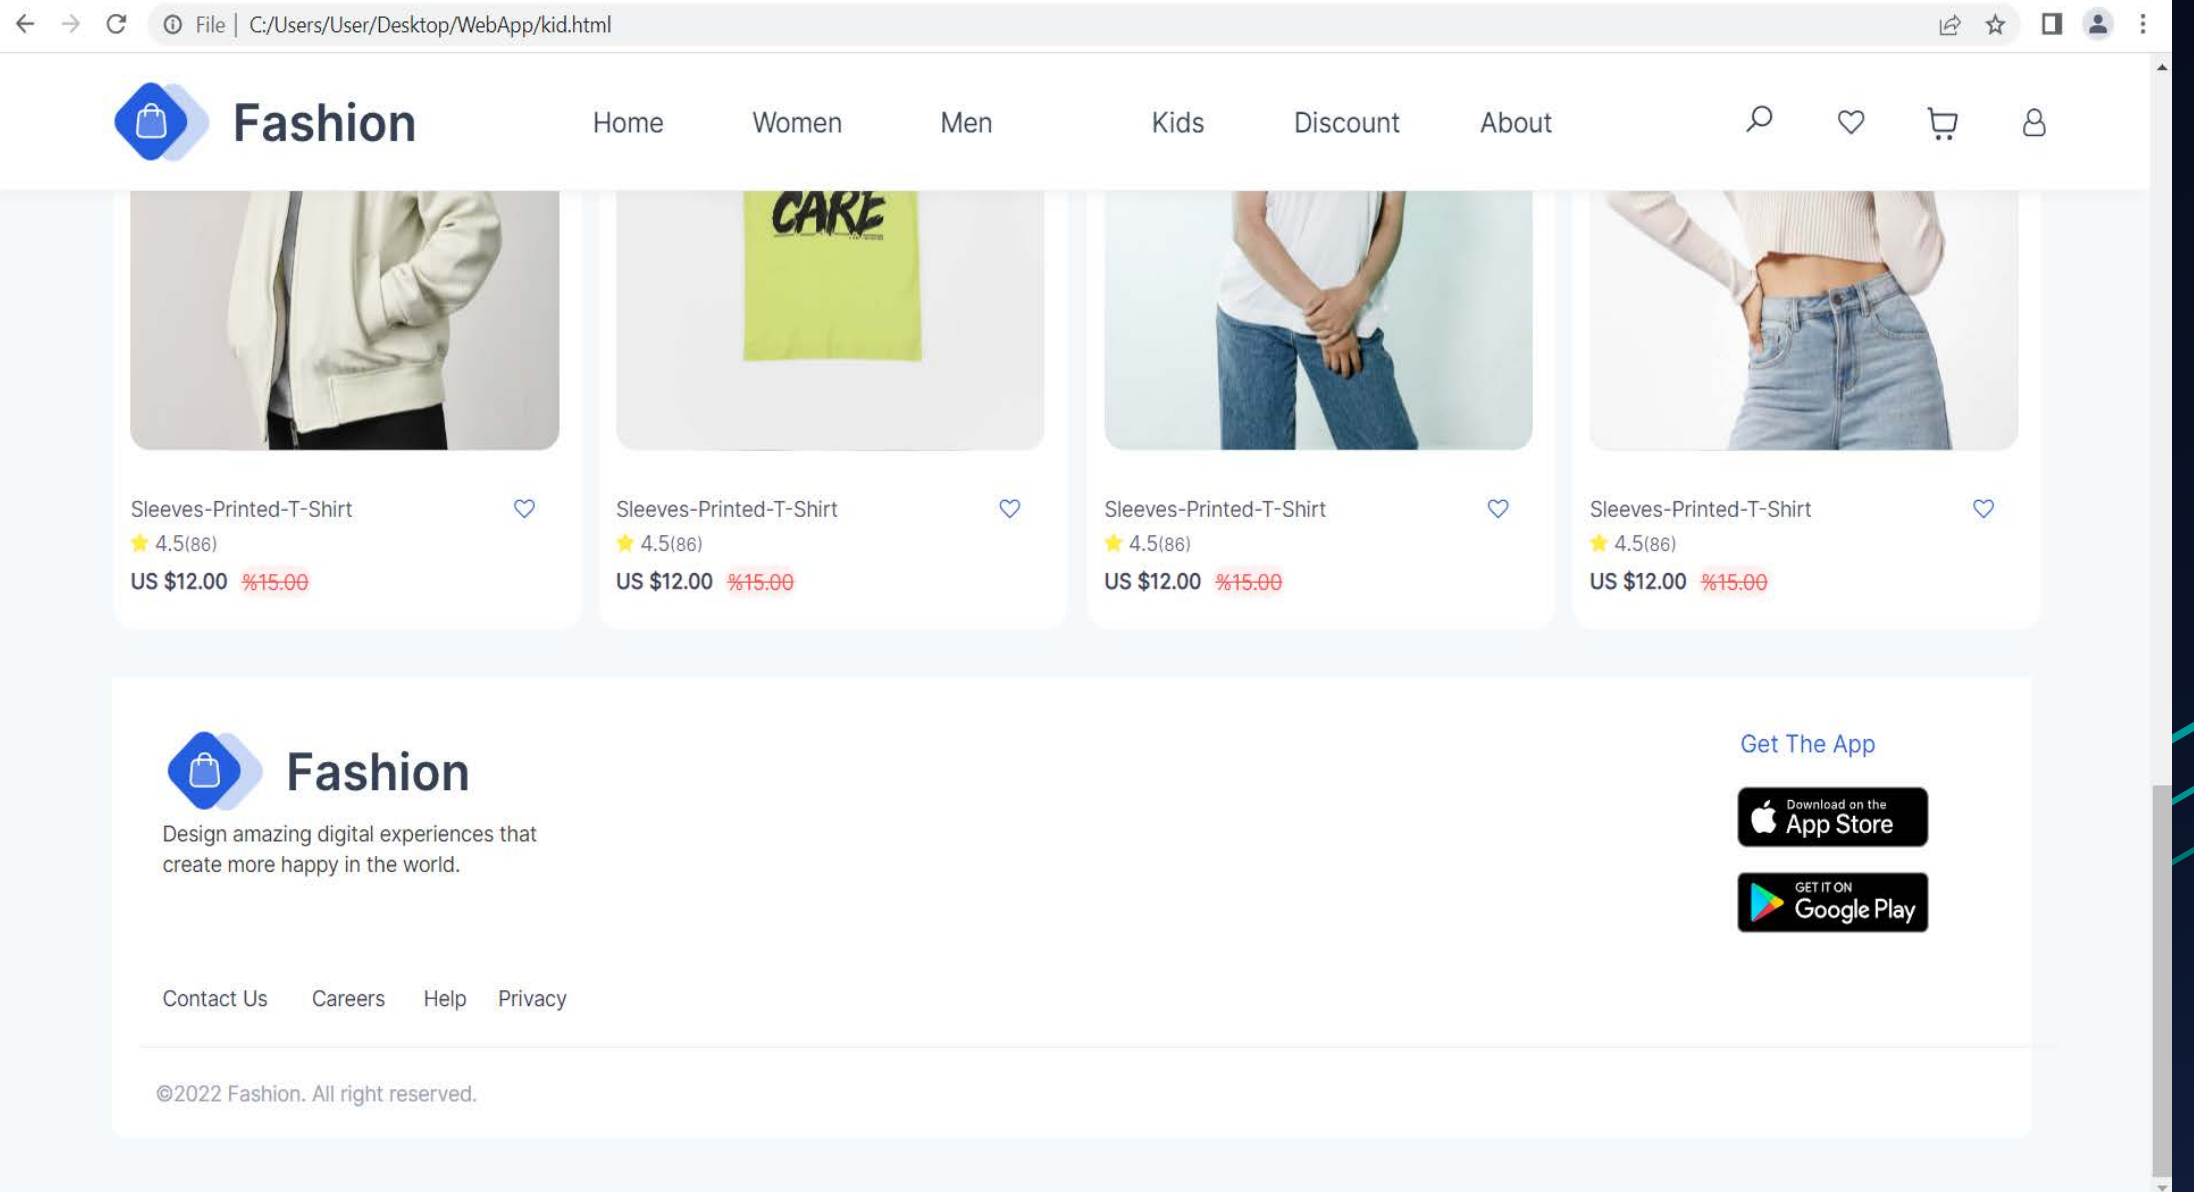 File | C:/Users/User/Desktop/WebApp/kid.html
Fashion Home Women Men Kids Discount About
CARE
Sleeves-Printed-T-Shirt Sleeves-Printed-T-Shirt Sleeves-Printed-T-Shirt Sleeves-Printed-T-Shirt
4.5(86) 4.5(86) 4.5(86) 4.5(86)
US $12.00 %15.00 US $12.00 %15.00 US $12.00 %15.00 US $12.00 %15.00
Fashion
Design amazing digital experiences that
create more happy in the world.
Get The App
Download on the
App Store
GET IT ON
Google Play
Contact Us Careers Help Privacy
©2022 Fashion. All right reserved.